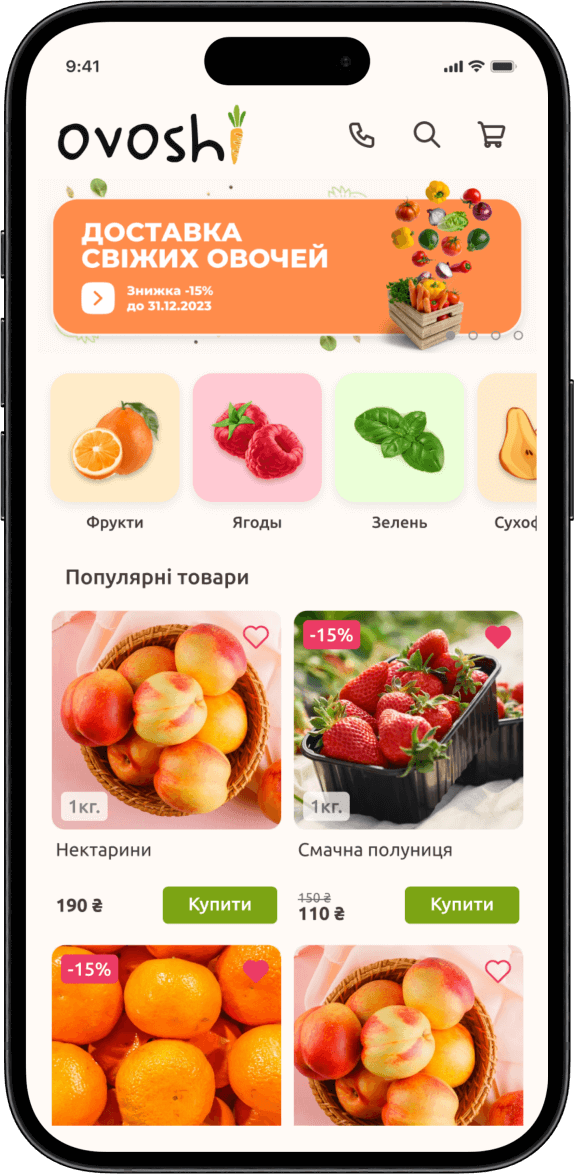 9:41
ovoshi
ДОСТАВКА
СВІЖИХ ОВОЧЕЙ
Знижка -15%
до 31.12.2023
Фрукти
Ягоди
Зелень
Сухоф
Популярні товари
-15%
1кг.
1кг.
Нектарини
Смачна полуниця
190 ₴
Купити
150 ₴
110 ₴
Купити
-15%